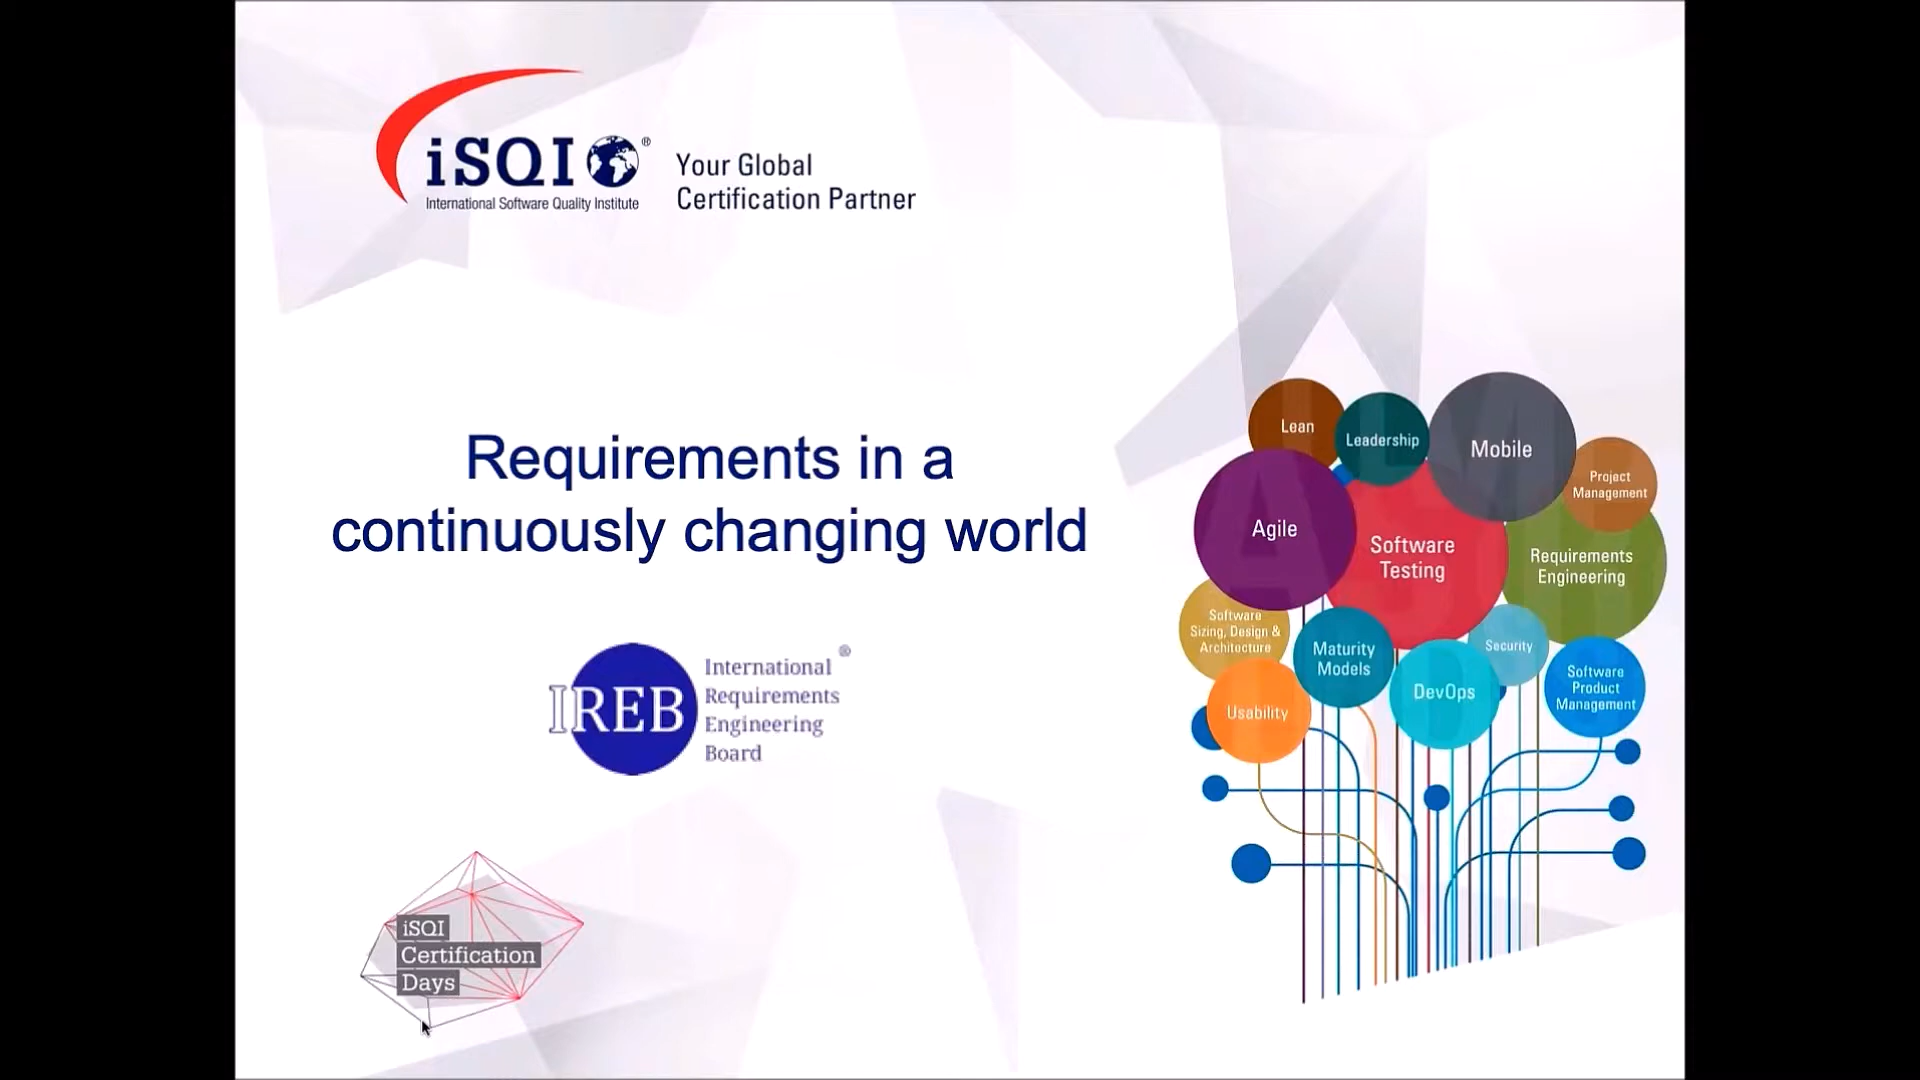 iSQI ®
International Software Quality Institute
Your Global
Certification Partner
Requirements in a
continuously changing world
IREB
International ®
Requirements
Engineering
Board
iSQI
Certification
Days
Lean
Leadership
Mobile
Project
Management
Agile
Software
Testing
Requirements
Engineering
Software
Sizing, Design &
Architecture
Maturity
Models
Security
DevOps
Software
Product
Management
Usability